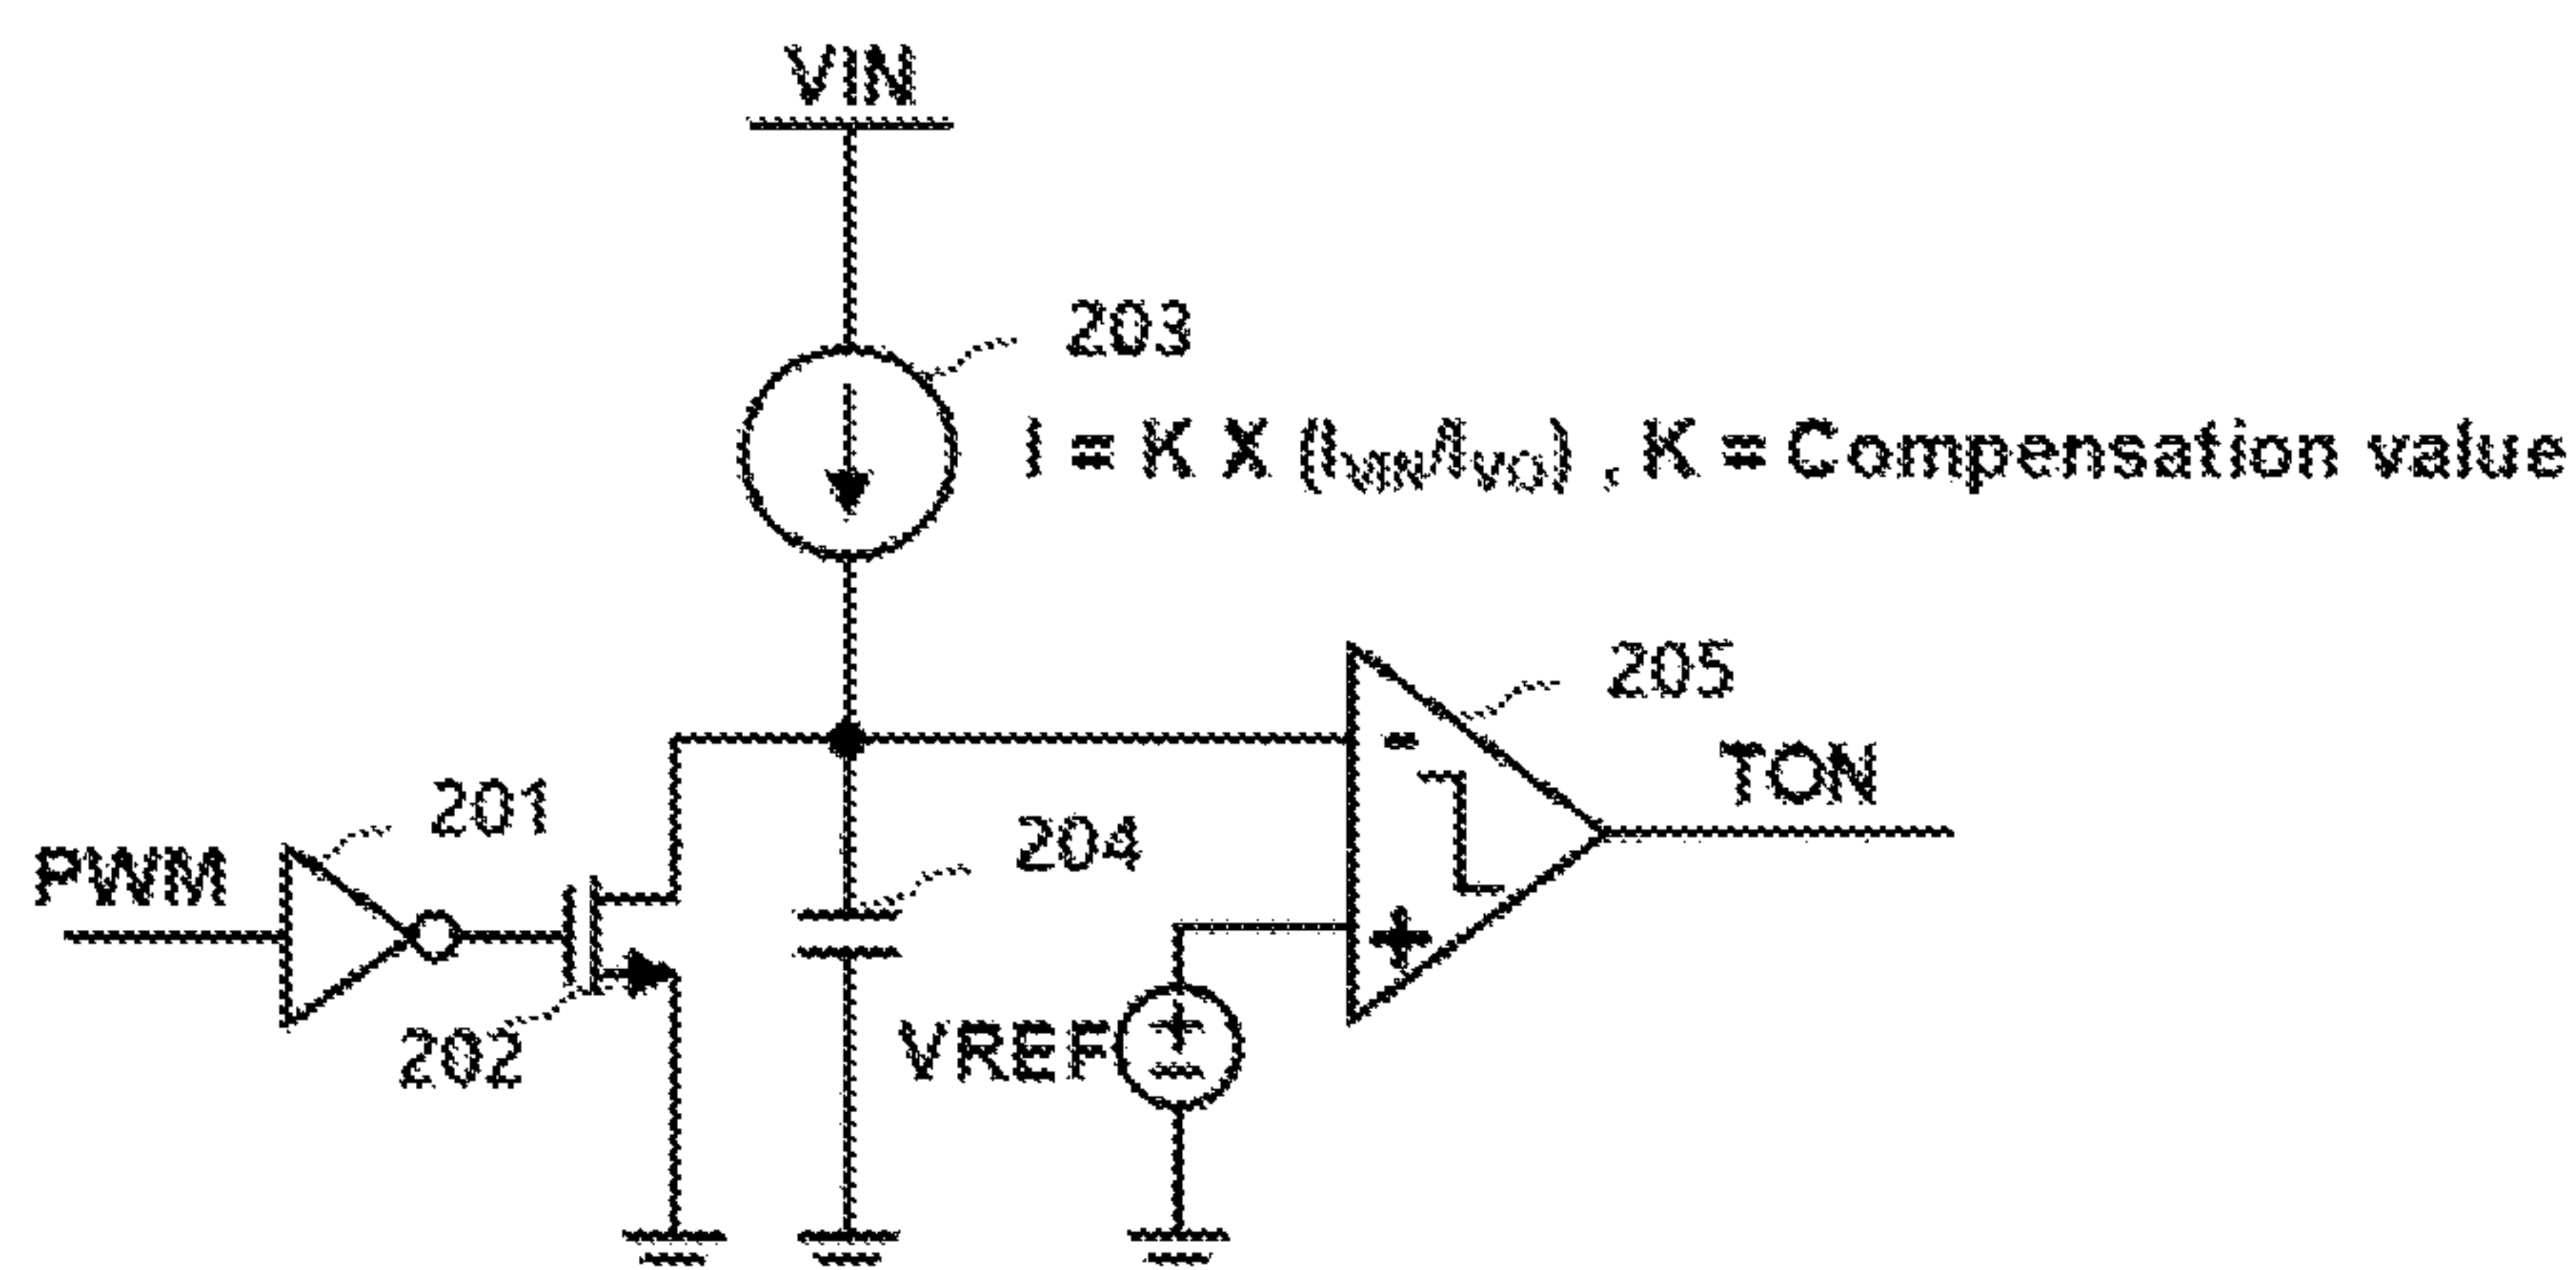 VIN
203
I = K X (IVIN/IVO) , K = Compensation value
205
TON
201
204
PWM
202
VREF